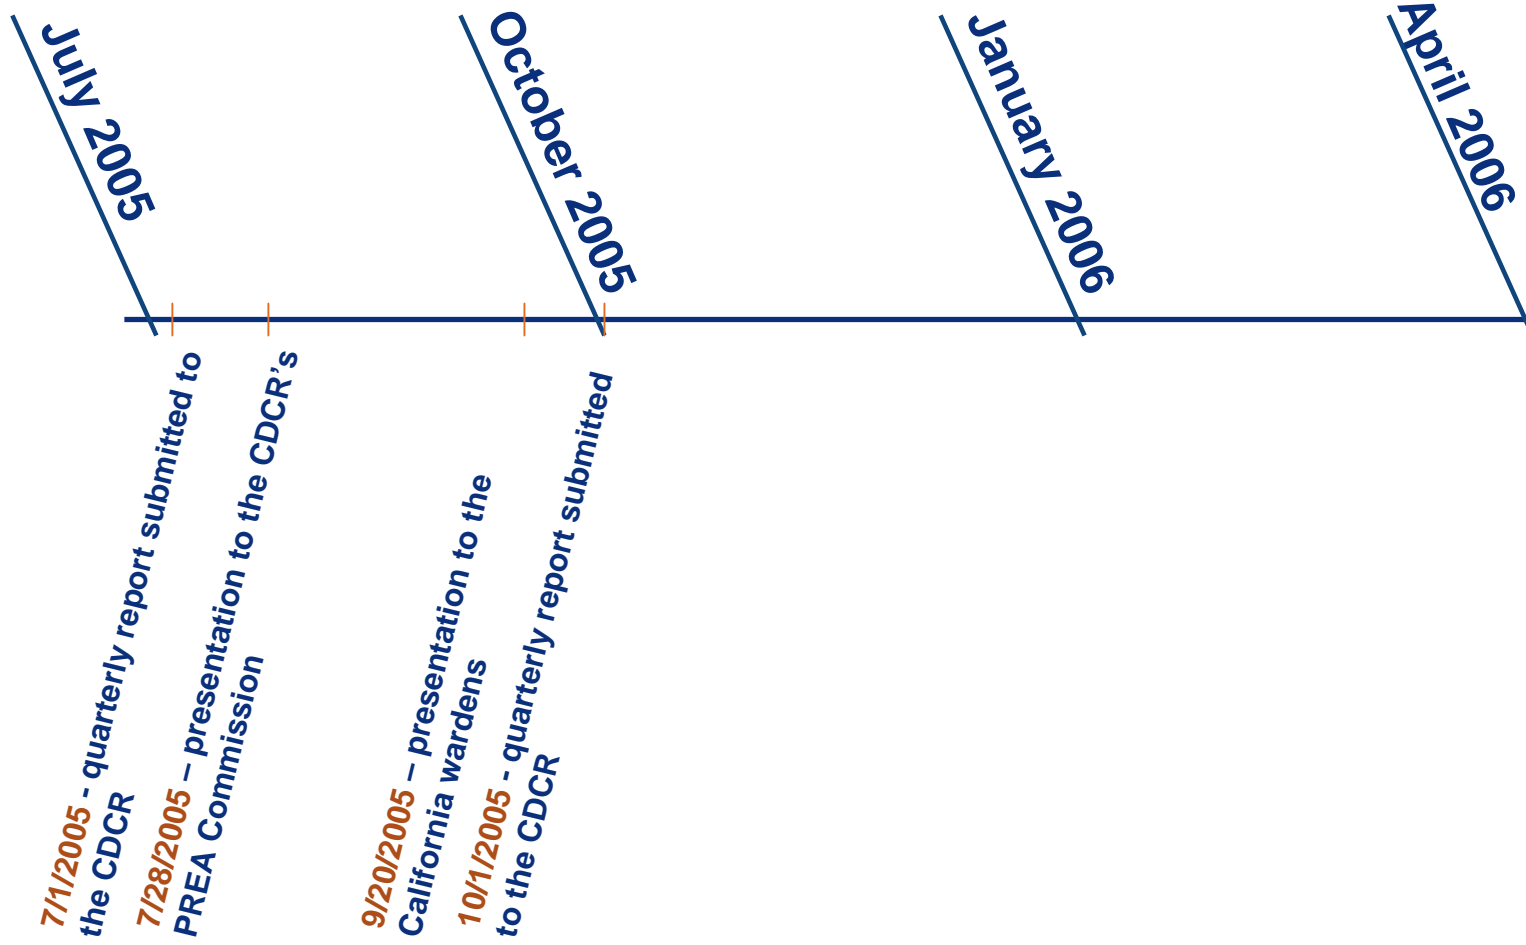 July 2005
October 2005
January 2006
April 2006
7/1/2005 - quarterly report submitted to
the CDCR
7/28/2005 – presentation to the CDCR’s
PREA Commission
9/20/2005 – presentation to the
California wardens
10/1/2005 - quarterly report submitted
to the CDCR